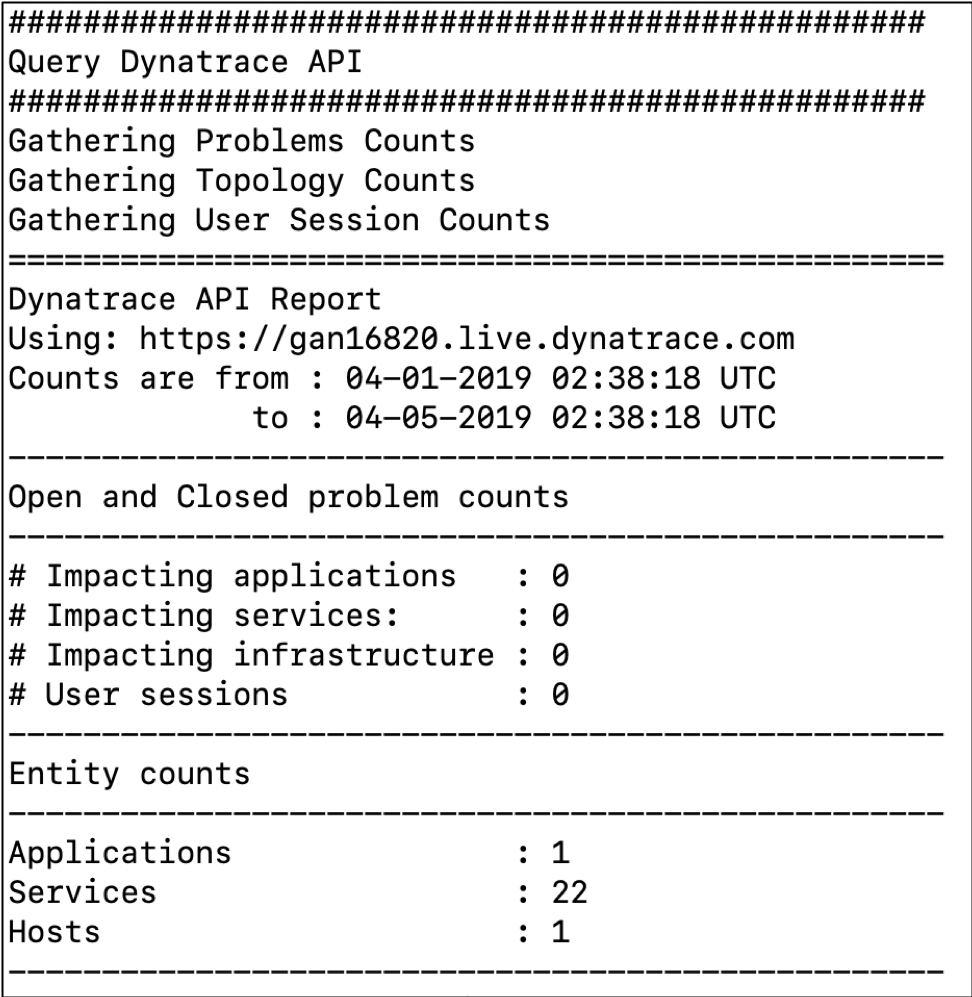 #################################################
Query Dynatrace API
#################################################
Gathering Problems Counts
Gathering Topology Counts
Gathering User Session Counts
==================================================
Dynatrace API Report
Using: https://gan16820.live.dynatrace.com
Counts are from : 04-01-2019 02:38:18 UTC
             to : 04-05-2019 02:38:18 UTC
--------------------------------------------------
Open and Closed problem counts
--------------------------------------------------
# Impacting applications   : 0
# Impacting services:      : 0
# Impacting infrastructure : 0
# User sessions            : 0
--------------------------------------------------
Entity counts
--------------------------------------------------
Applications               : 1
Services                   : 22
Hosts                      : 1
--------------------------------------------------